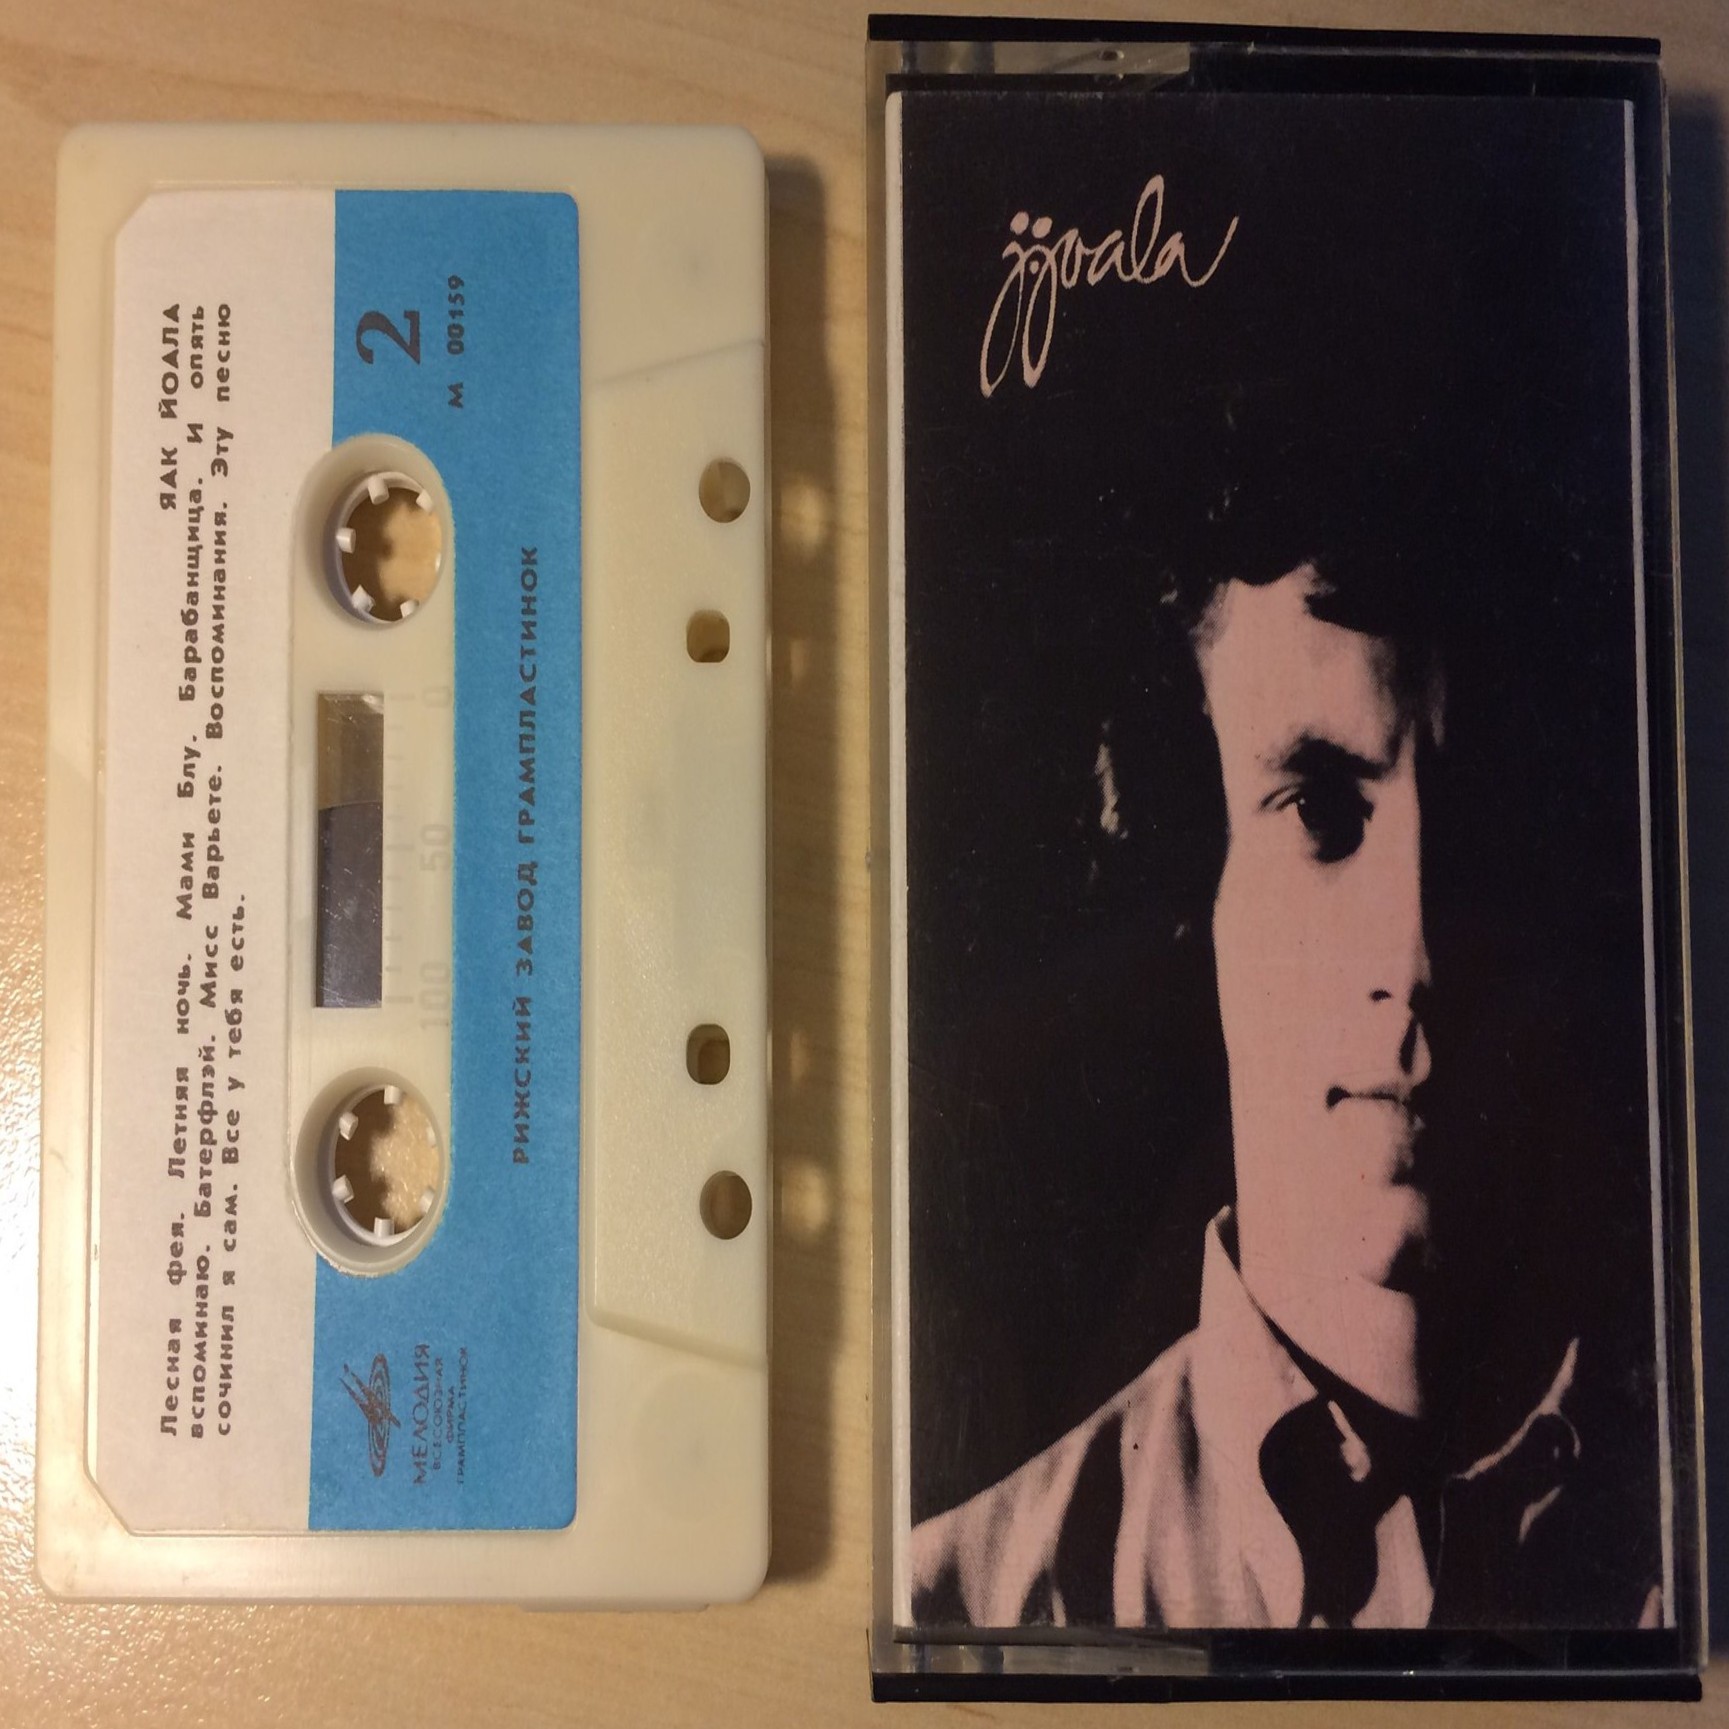 ЯАК ЙОАЛА
Лесная фея. Летняя ночь. Мами Блу. Барабанщица. И опять
вспоминаю. Батерфлэй. Мисс Варьете. Воспоминания. Эту песню
сочинил я сам. Все у тебя есть.
2
М 00159
100 50 0
МЕЛОДИЯ
ВСЕСОЮЗНАЯ
ФИРМА
ГРАМПЛАСТИНОК
РИЖСКИЙ ЗАВОД ГРАМПЛАСТИНОК
jjoala